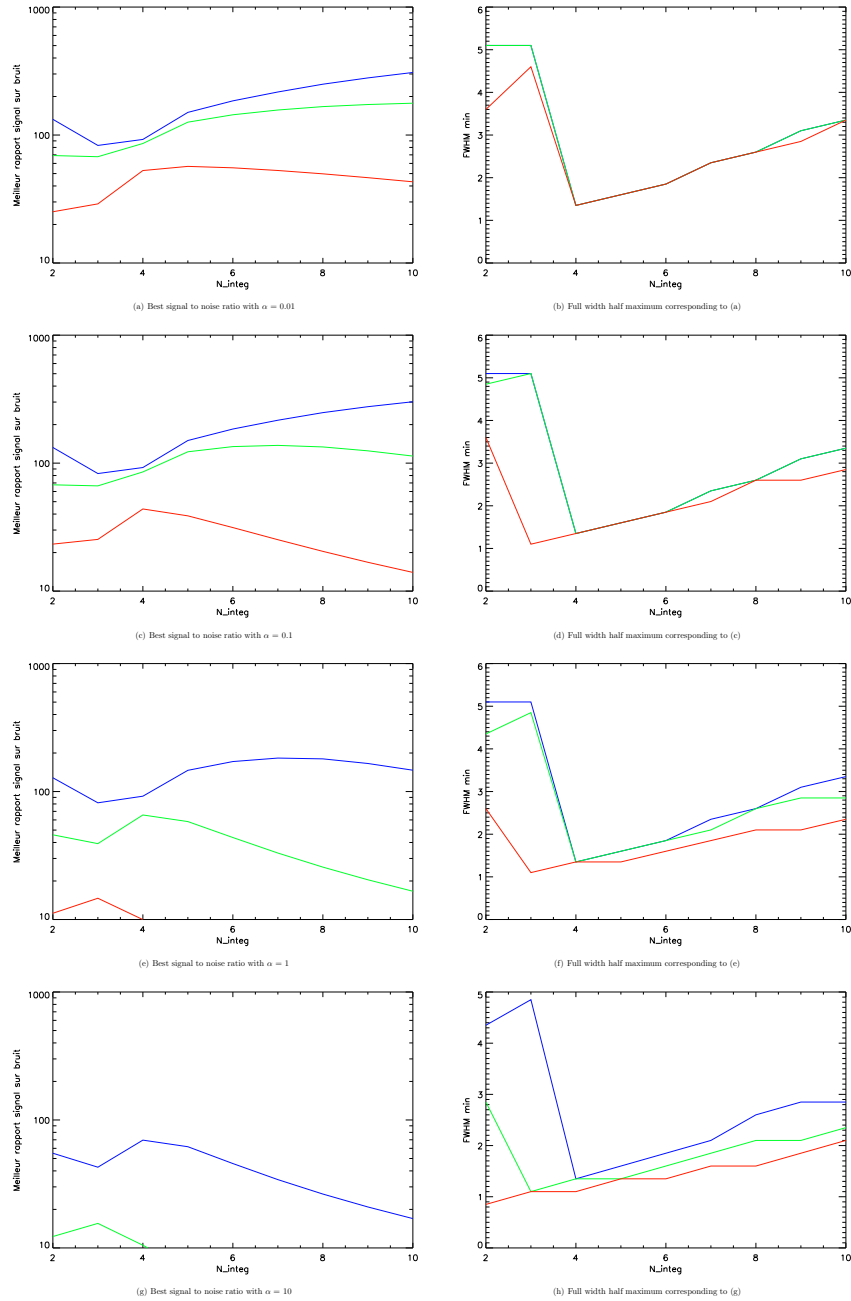 1000
100
10
2 4 6 8 10
N_integ
Meilleur rapport signal sur bruit
(a) Best signal to noise ratio with α = 0.01
6
5
4
3
2
1
0
2 4 6 8 10
N_integ
FWHM min
(b) Full width half maximum corresponding to (a)
1000
100
10
2 4 6 8 10
N_integ
Meilleur rapport signal sur bruit
(c) Best signal to noise ratio with α = 0.1
6
5
4
3
2
1
0
2 4 6 8 10
N_integ
FWHM min
(d) Full width half maximum corresponding to (c)
1000
100
10
2 4 6 8 10
N_integ
Meilleur rapport signal sur bruit
(e) Best signal to noise ratio with α = 1
6
5
4
3
2
1
0
2 4 6 8 10
N_integ
FWHM min
(f) Full width half maximum corresponding to (e)
1000
100
10
2 4 6 8 10
N_integ
Meilleur rapport signal sur bruit
(g) Best signal to noise ratio with α = 10
5
4
3
2
1
0
2 4 6 8 10
N_integ
FWHM min
(h) Full width half maximum corresponding to (g)